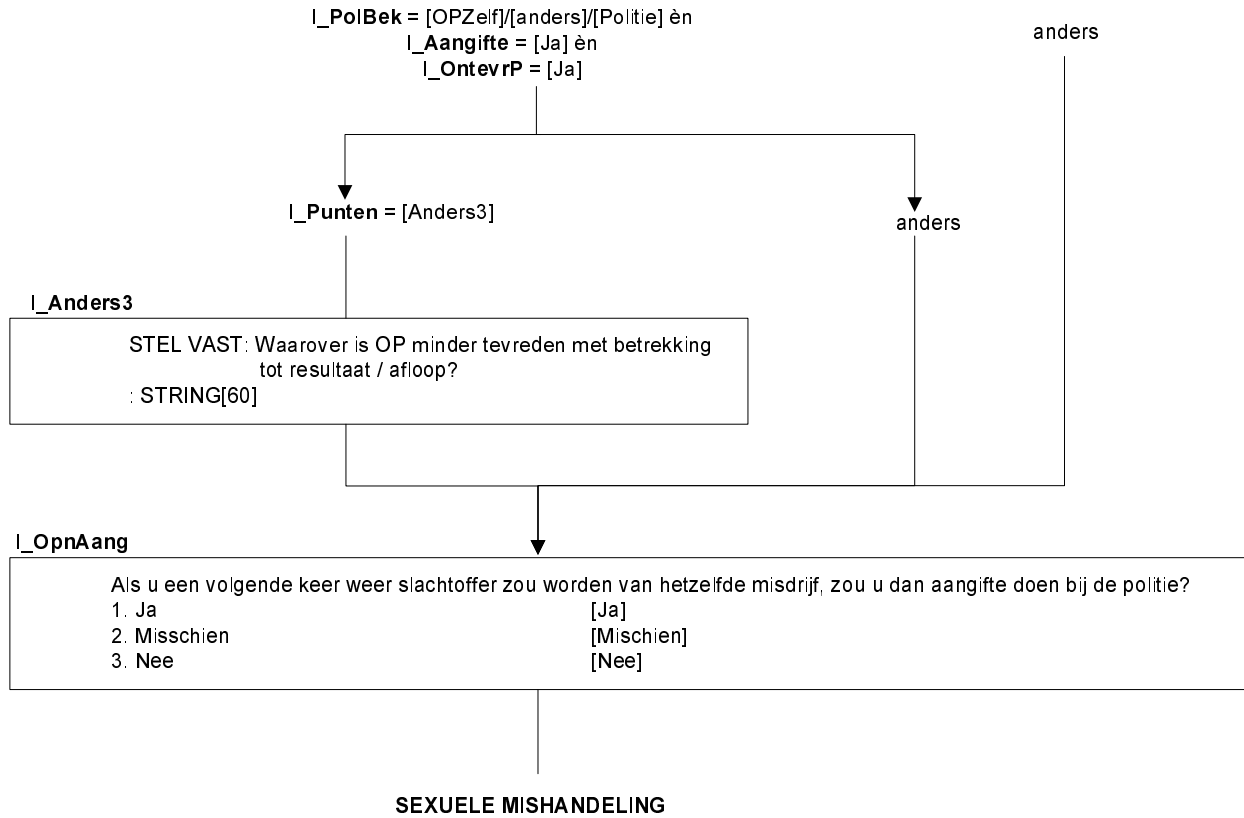 I_PolBek = [OPZelf]/[anders]/[Politie] èn
I_Aangifte = [Ja] èn
I_OntevrP = [Ja]
anders
I_Punten = [Anders3]
anders
I_Anders3
STEL VAST: Waarover is OP minder tevreden met betrekking
tot resultaat / afloop?
: STRING[60]
I_OpnAang
Als u een volgende keer weer slachtoffer zou worden van hetzelfde misdrijf, zou u dan aangifte doen bij de politie?
1. Ja [Ja]
2. Misschien [Mischien]
3. Nee [Nee]
SEXUELE MISHANDELING